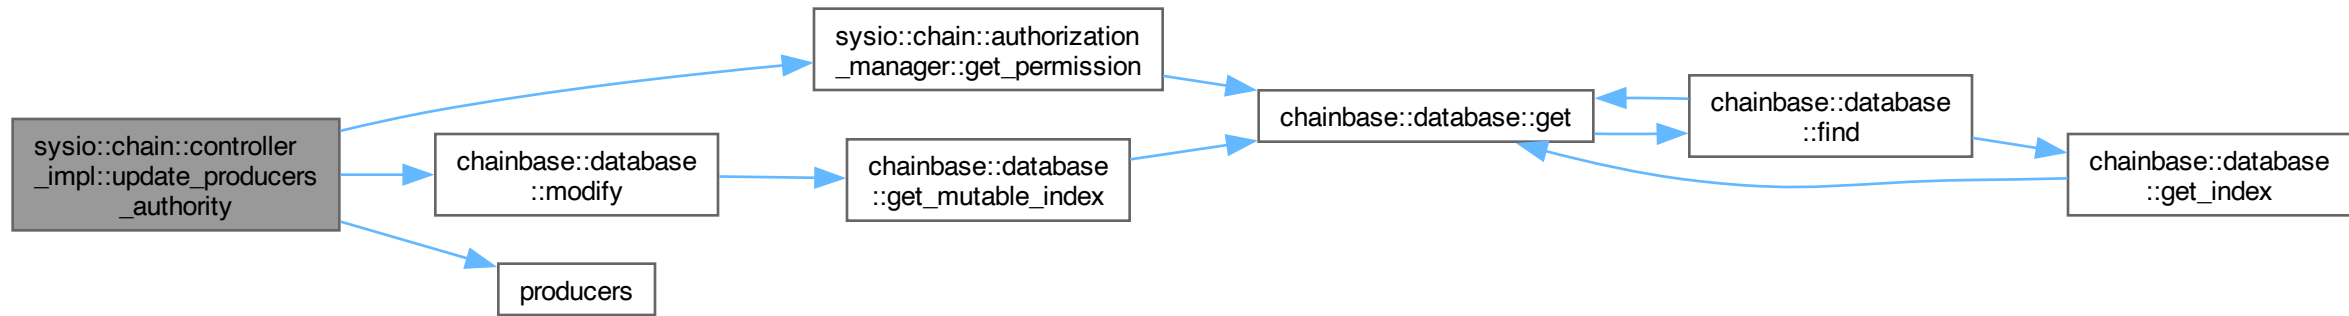 sysio::chain::controller
_impl::update_producers
_authority
sysio::chain::authorization
_manager::get_permission
chainbase::database
::modify
producers
chainbase::database
::get_mutable_index
chainbase::database::get
chainbase::database
::find
chainbase::database
::get_index